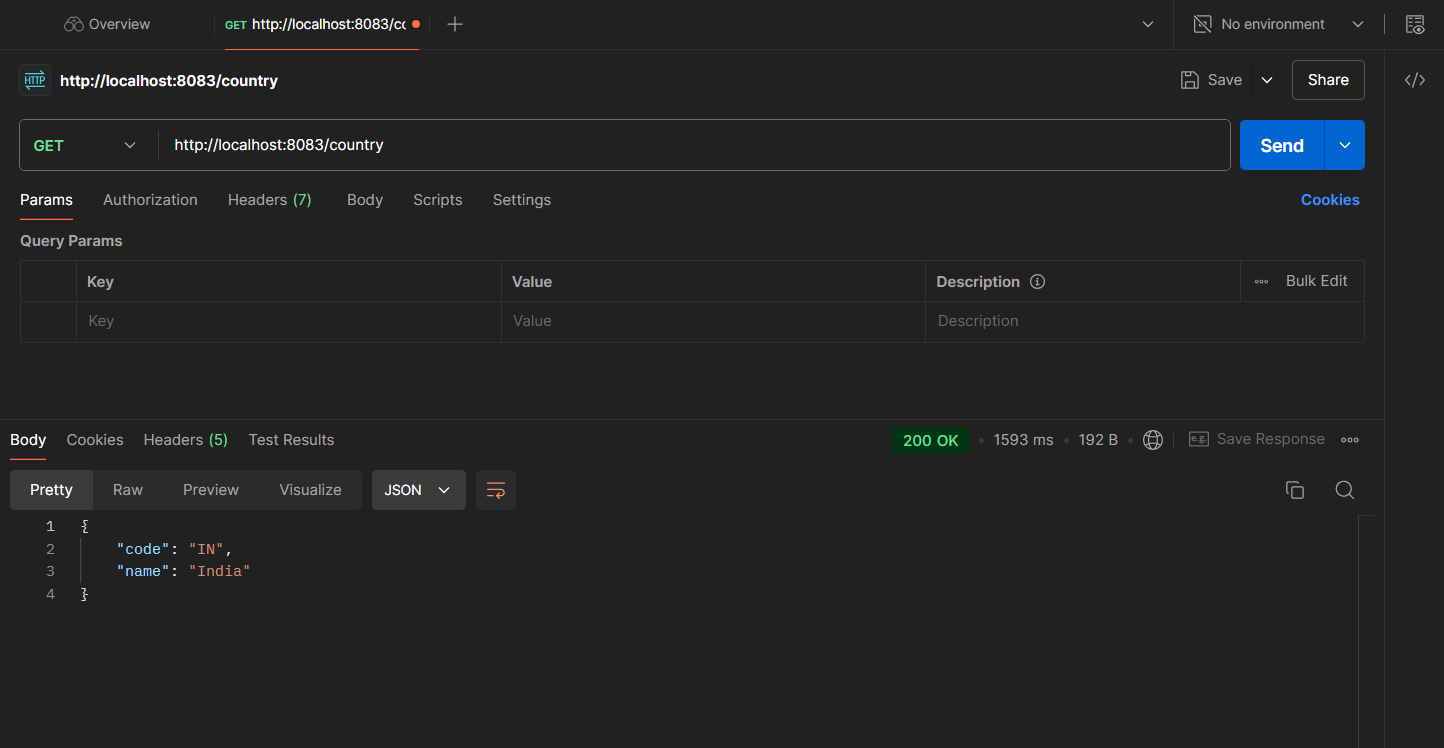 Overview
GET http://localhost:8083/cc
No environment
HTTP http://localhost:8083/country
Save
Share
GET http://localhost:8083/country
Send
Params Authorization Headers (7) Body Scripts Settings Cookies
Query Params
Key Value Description Bulk Edit
Key Value Description
Body Cookies Headers (5) Test Results 200 OK 1593 ms 192 B e.g. Save Response
Pretty Raw Preview Visualize JSON
1 {
2 "code": "IN",
3 "name": "India"
4 }